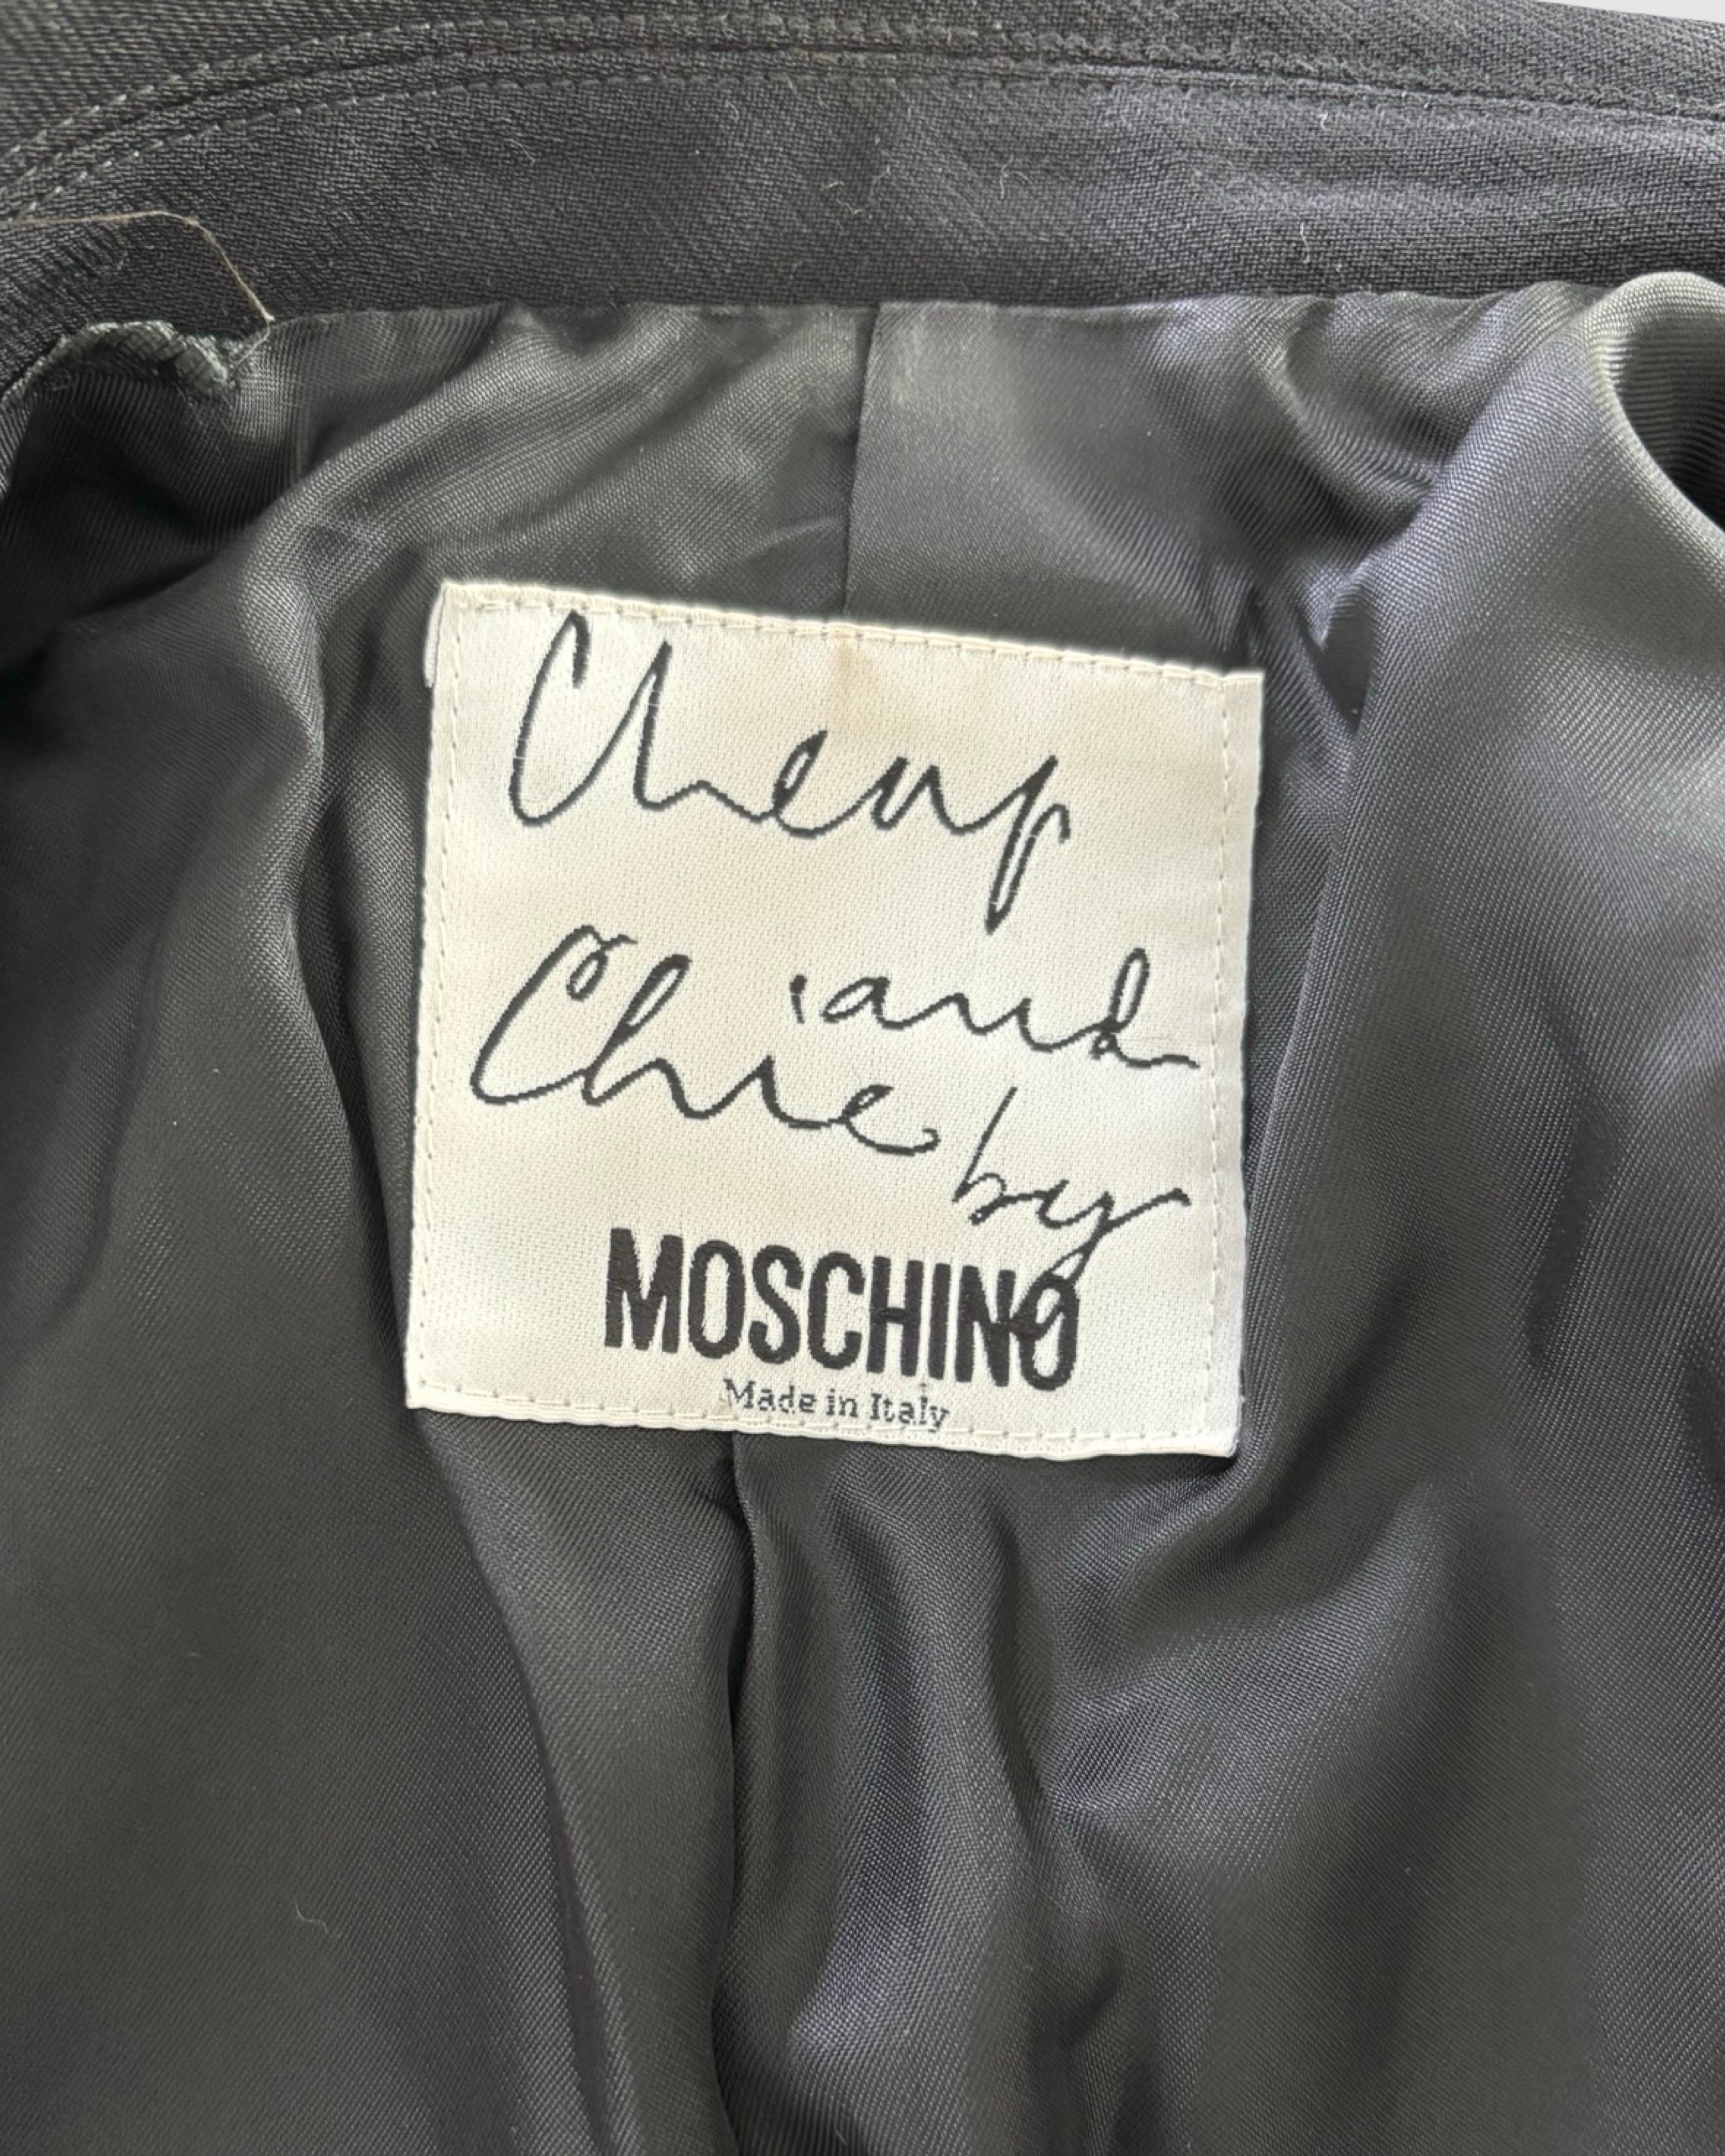 Cheap
and
Chic
by
MOSCHINO
Made in Italy